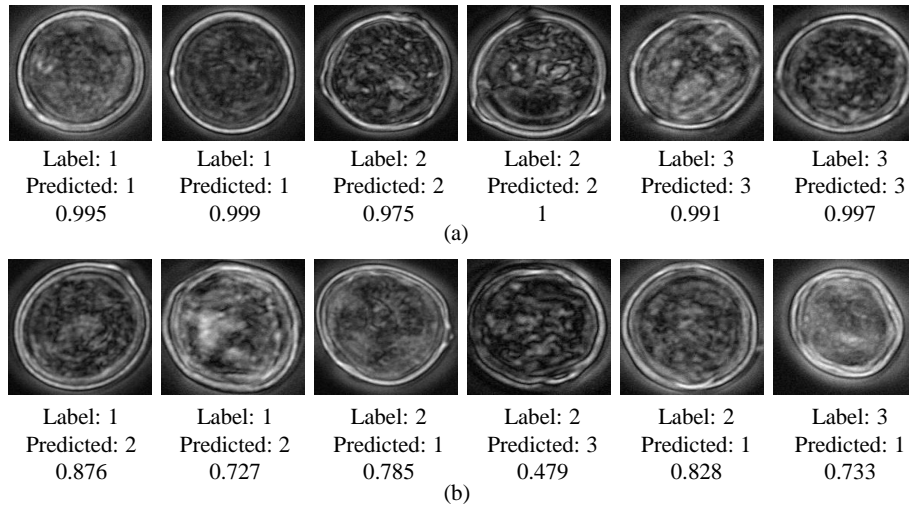 Label: 1 Label: 1 Label: 2 Label: 2 Label: 3 Label: 3
Predicted: 1 Predicted: 1 Predicted: 2 Predicted: 2 Predicted: 3 Predicted: 3
0.995 0.999 0.975 1 0.991 0.997
(a)
Label: 1 Label: 1 Label: 2 Label: 2 Label: 2 Label: 3
Predicted: 2 Predicted: 2 Predicted: 1 Predicted: 3 Predicted: 1 Predicted: 1
0.876 0.727 0.785 0.479 0.828 0.733
(b)